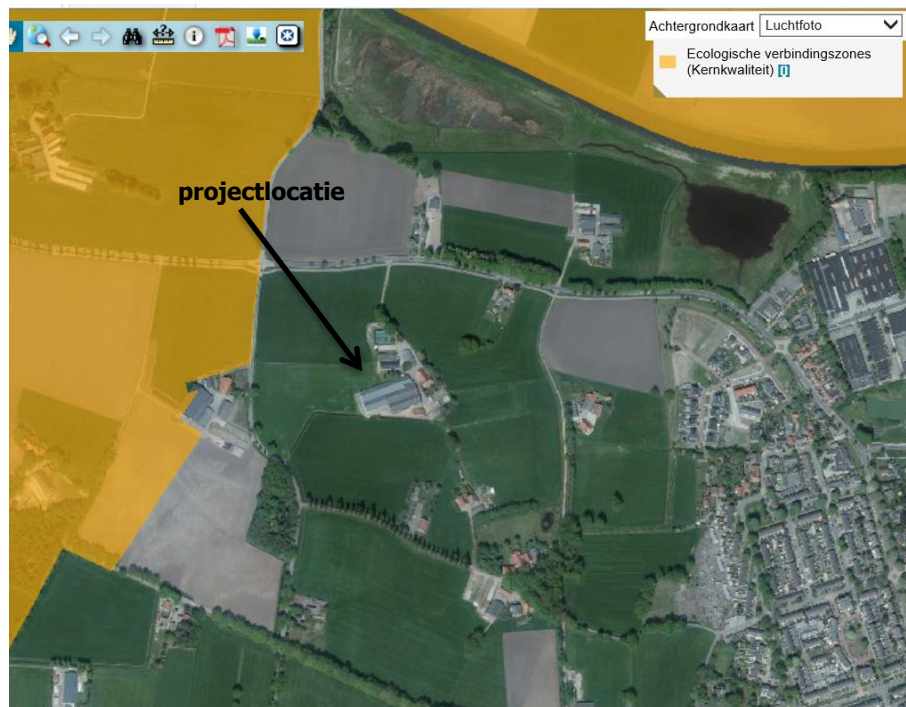 Achtergrondkaart Luchtfoto
Ecologische verbindingszones
(Kernkwaliteit) [i]
projectlocatie